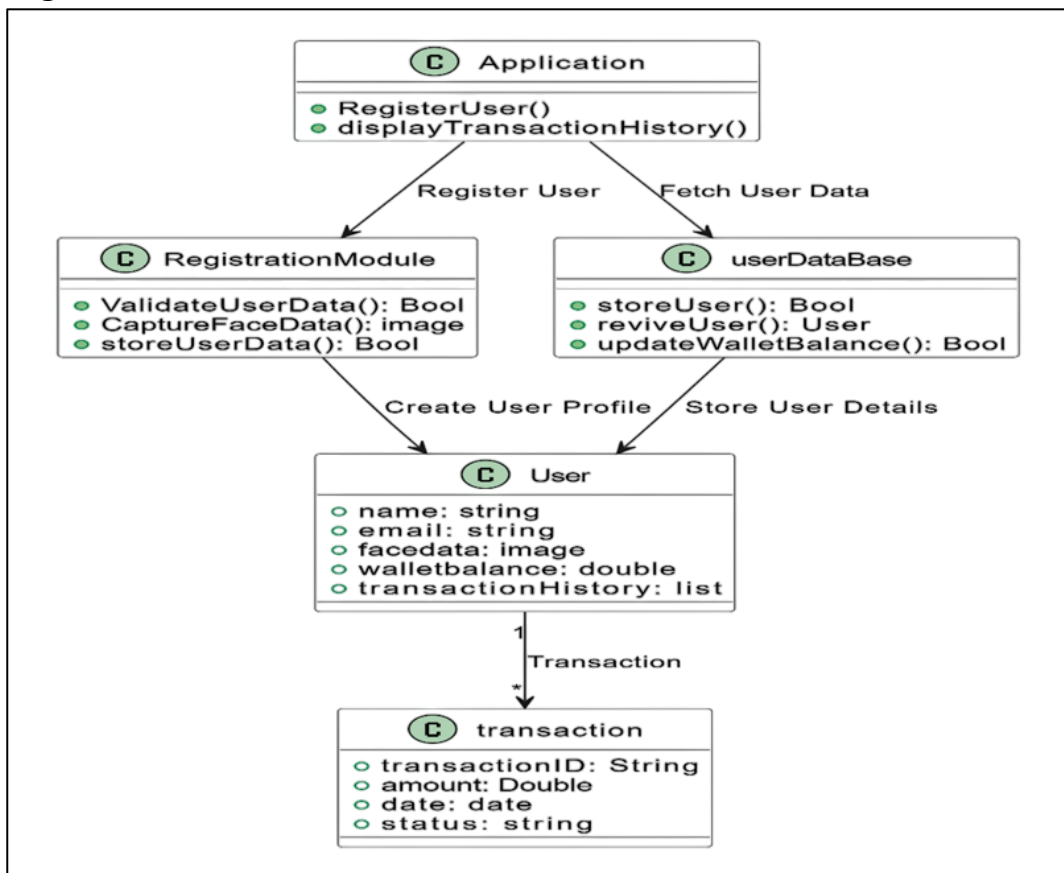 C Application
RegisterUser()
displayTransactionHistory()
Register User
Fetch User Data
C RegistrationModule
ValidateUserData(): Bool
CaptureFaceData(): image
storeUserData(): Bool
C userDataBase
storeUser(): Bool
reviveUser(): User
updateWalletBalance(): Bool
Create User Profile
Store User Details
C User
name: string
email: string
facedata: image
walletbalance: double
transactionHistory: list
1
Transaction
*
C transaction
transactionID: String
amount: Double
date: date
status: string